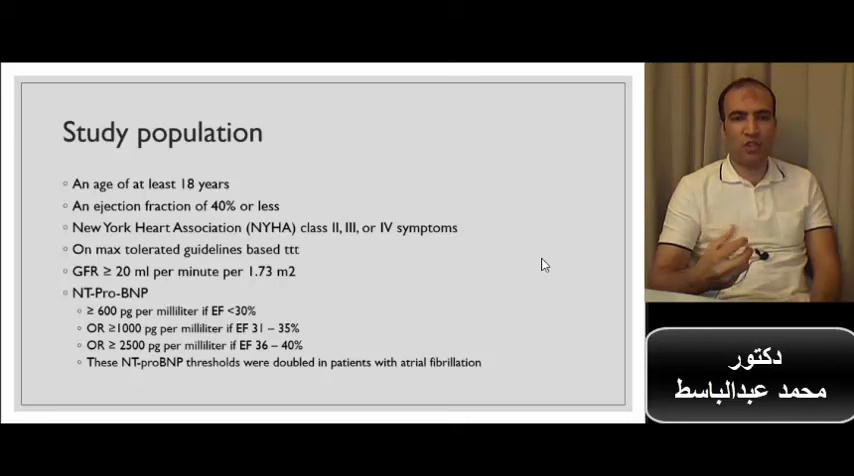 Study population
◦ An age of at least 18 years
◦ An ejection fraction of 40% or less
◦ New York Heart Association (NYHA) class II, III, or IV symptoms
◦ On max tolerated guidelines based ttt
◦ GFR ≥ 20 ml per minute per 1.73 m2
◦ NT-Pro-BNP
◦ ≥ 600 pg per milliliter if EF <30%
◦ OR ≥1000 pg per milliliter if EF 31 – 35%
◦ OR ≥ 2500 pg per milliliter if EF 36 – 40%
◦ These NT-proBNP thresholds were doubled in patients with atrial fibrillation
دكتور
محمد عبدالباسط